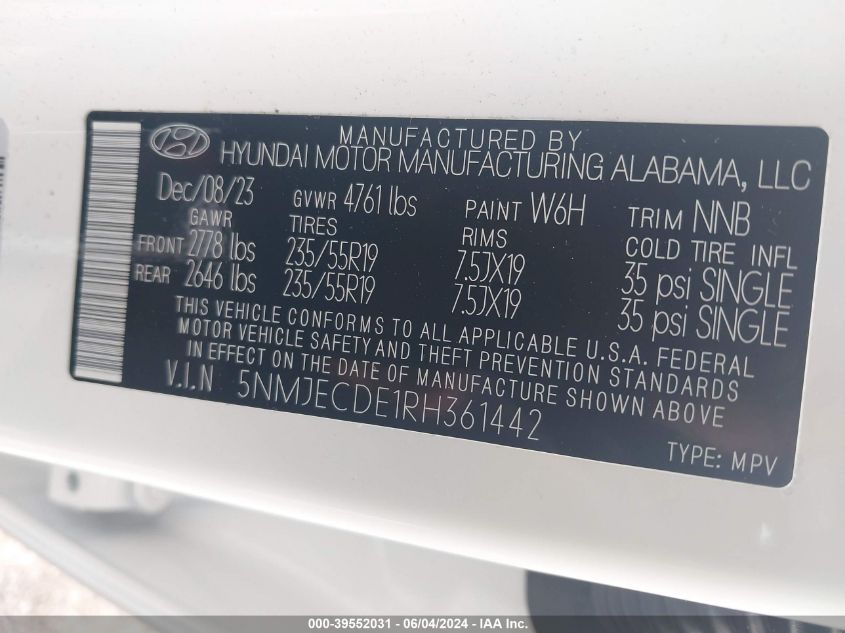 MANUFACTURED BY
HYUNDAI MOTOR MANUFACTURING ALABAMA, LLC
Dec/08/23 GVWR 4761 lbs PAINT W6H TRIM NNB
GAWR TIRES RIMS COLD TIRE INFL
FRONT 2778 lbs 235/55R19 7.5JX19 35 psi SINGLE
REAR 2646 lbs 235/55R19 7.5JX19 35 psi SINGLE
THIS VEHICLE CONFORMS TO ALL APPLICABLE U.S.A. FEDERAL
MOTOR VEHICLE SAFETY AND THEFT PREVENTION STANDARDS
IN EFFECT ON THE DATE OF MANUFACTURE SHOWN ABOVE
V.I.N 5NMJECDE1RH361442
TYPE: MPV
000-39552031 - 06/04/2024 - IAA Inc.